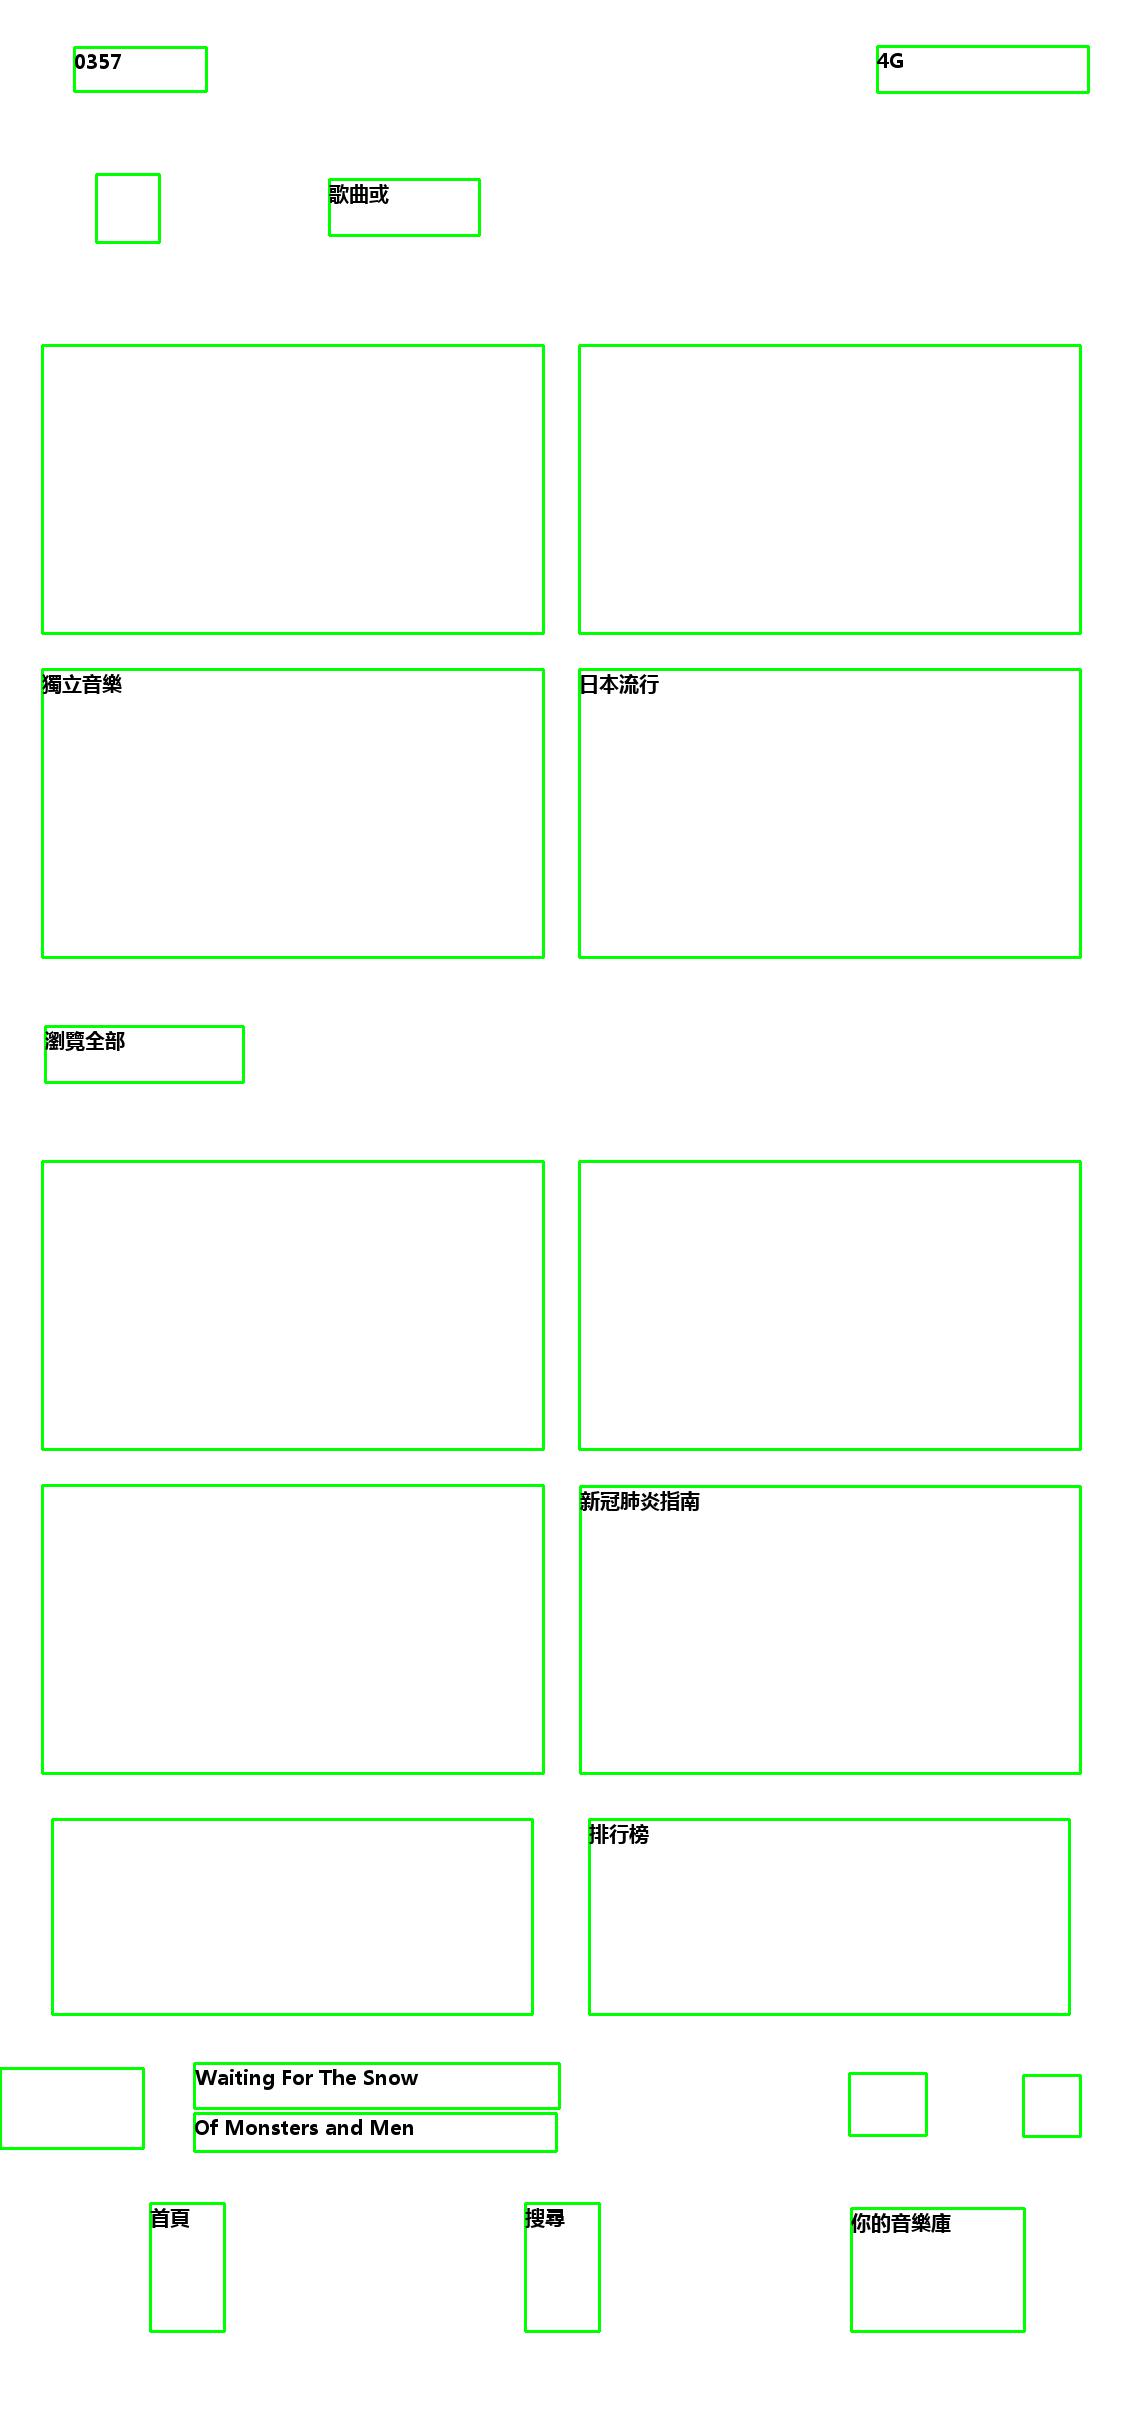 0357
4G
歌曲或
獨立音樂
日本流行
瀏覽全部
新冠肺炎指南
排行榜
Waiting For The Snow
Of Monsters and Men
首頁
搜尋
你的音樂庫